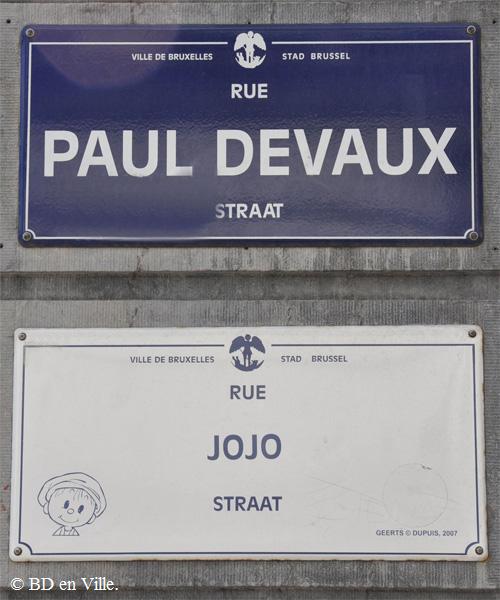 VILLE DE BRUXELLES STAD BRUSSEL
RUE
PAUL DEVAUX
STRAAT
VILLE DE BRUXELLES STAD BRUSSEL
RUE
JOJO
STRAAT
GEERTS © DUPUIS, 2007
© BD en Ville.